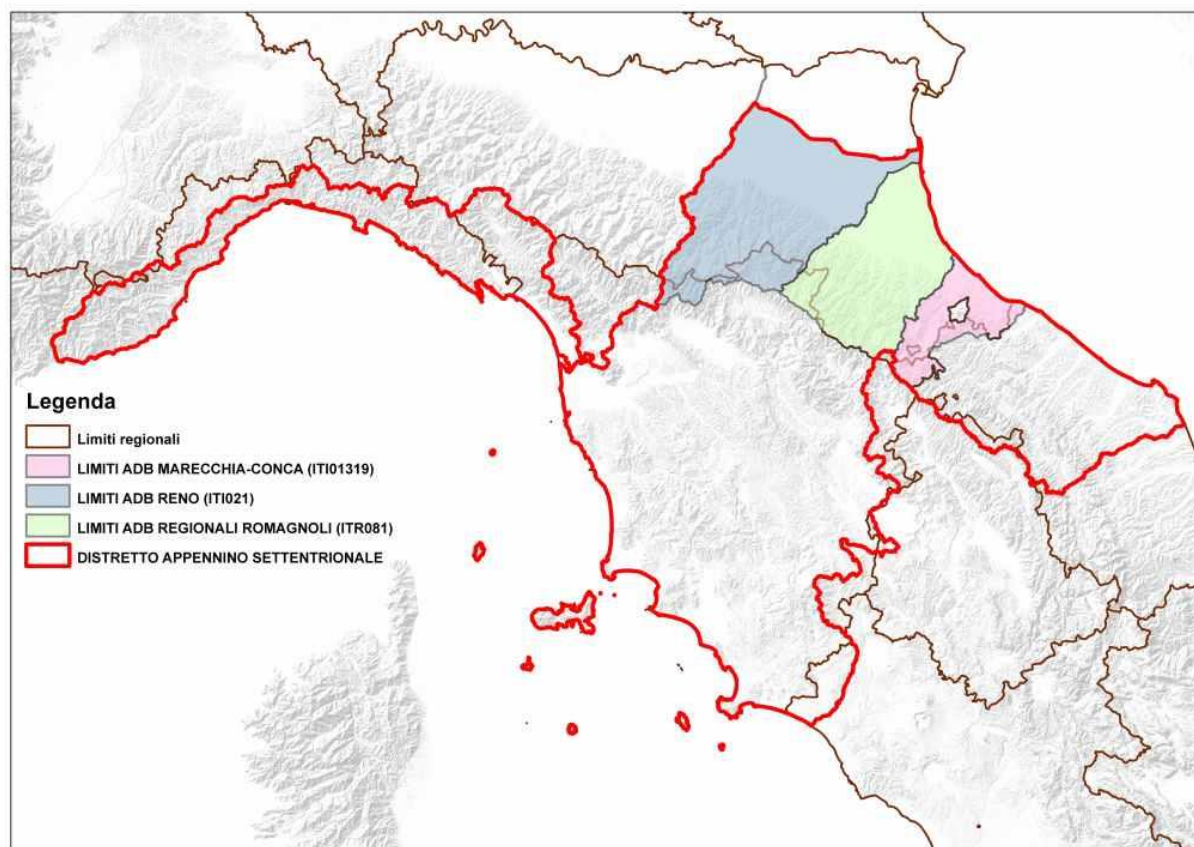 Legenda
Limiti regionali
LIMITI ADB MARECCHIA-CONCA (ITI01319)
LIMITI ADB RENO (ITI021)
LIMITI ADB REGIONALI ROMAGNOLI (ITR081)
DISTRETTO APPENNINO SETTENTRIONALE